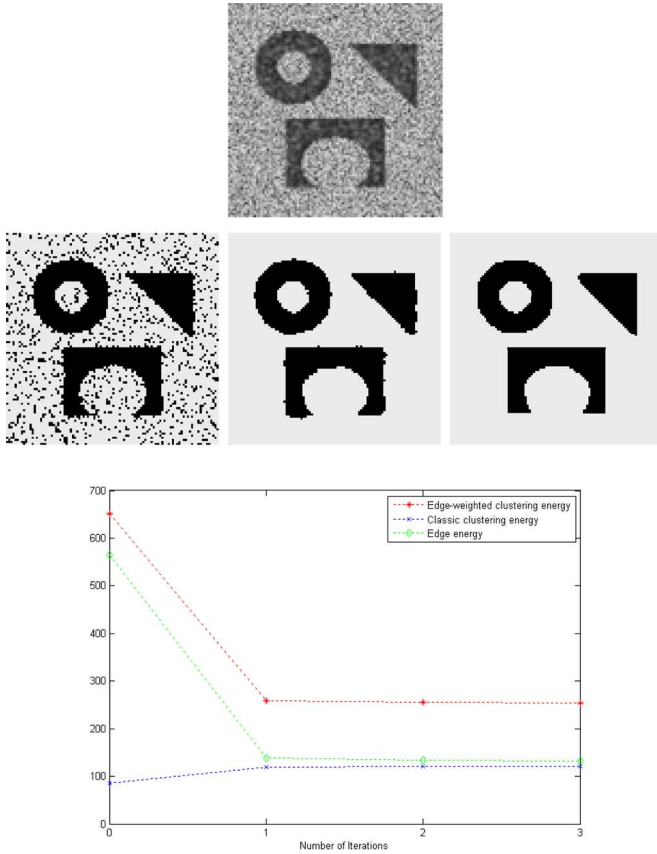 700
600
500
400
300
200
100
0
0 1 2 3
Number of Iterations
Edge-weighted clustering energy
Classic clustering energy
Edge energy